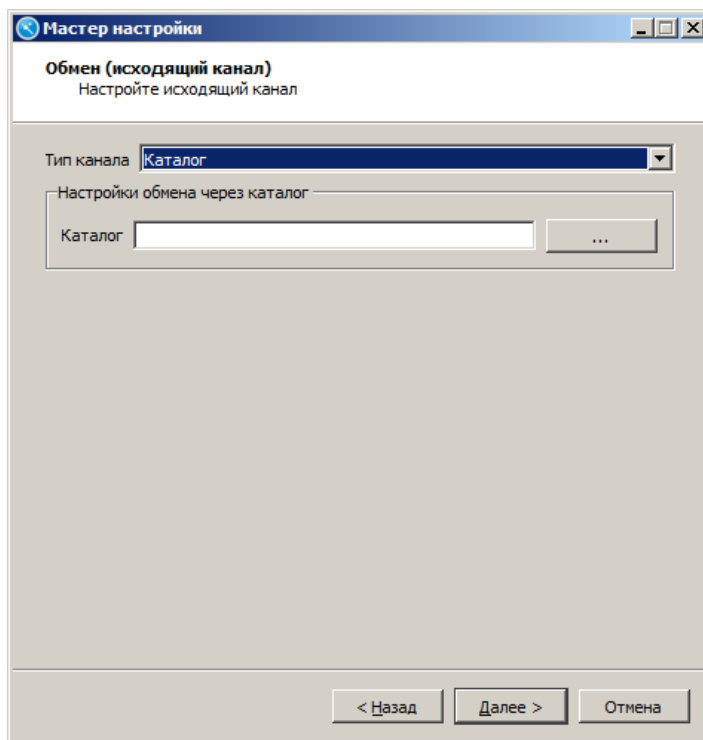 Мастер настройки
Обмен (исходящий канал)
Настройте исходящий канал
Тип канала Каталог
Настройки обмена через каталог
Каталог ...
< Назад Далее > Отмена